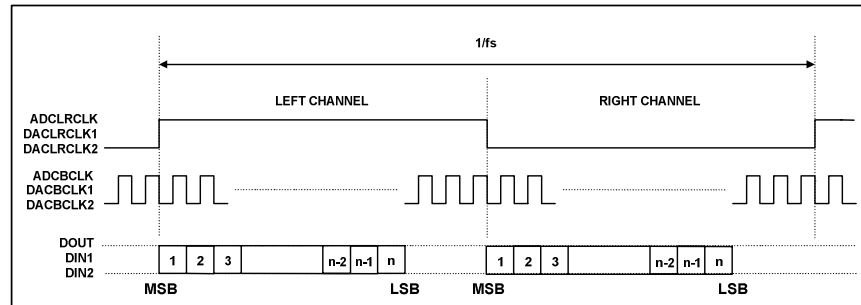 1/fs
LEFT CHANNEL RIGHT CHANNEL
ADCLRCLK
DACLRCLK1
DACLRCLK2
ADCBCLK
DACBCLK1
DACBCLK2
DOUT
DIN1
DIN2
1 2 3 n-2 n-1 n 1 2 3 n-2 n-1 n
MSB LSB MSB LSB